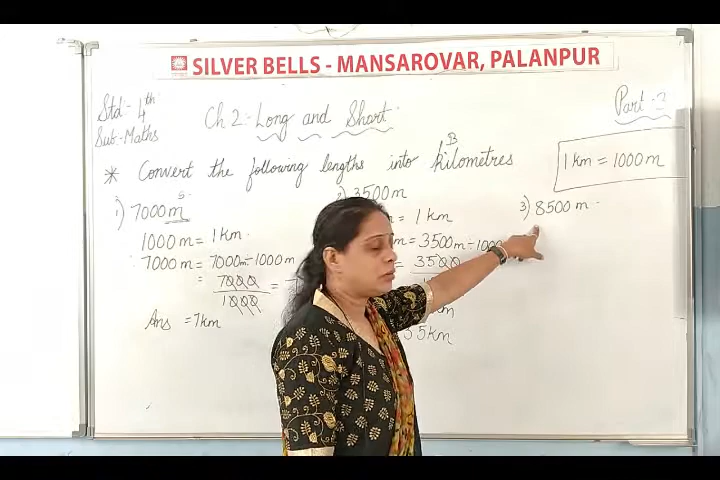 SILVER BELLS - MANSAROVAR, PALANPUR
Std:- 4th
Sub:- Maths
Ch 2:- Long and Short
Part - 3
* Convert the following lengths into kilometres
B
1 km = 1000 m
1) 7000 m
S
1000 m = 1 km
∴ 7000 m = 7000 m ÷ 1000 m
= 7000
1000
Ans = 7 km
2) 3500 m
= 1 km
= 3500 m ÷ 1000
= 3500
3.5 km
3) 8500 m